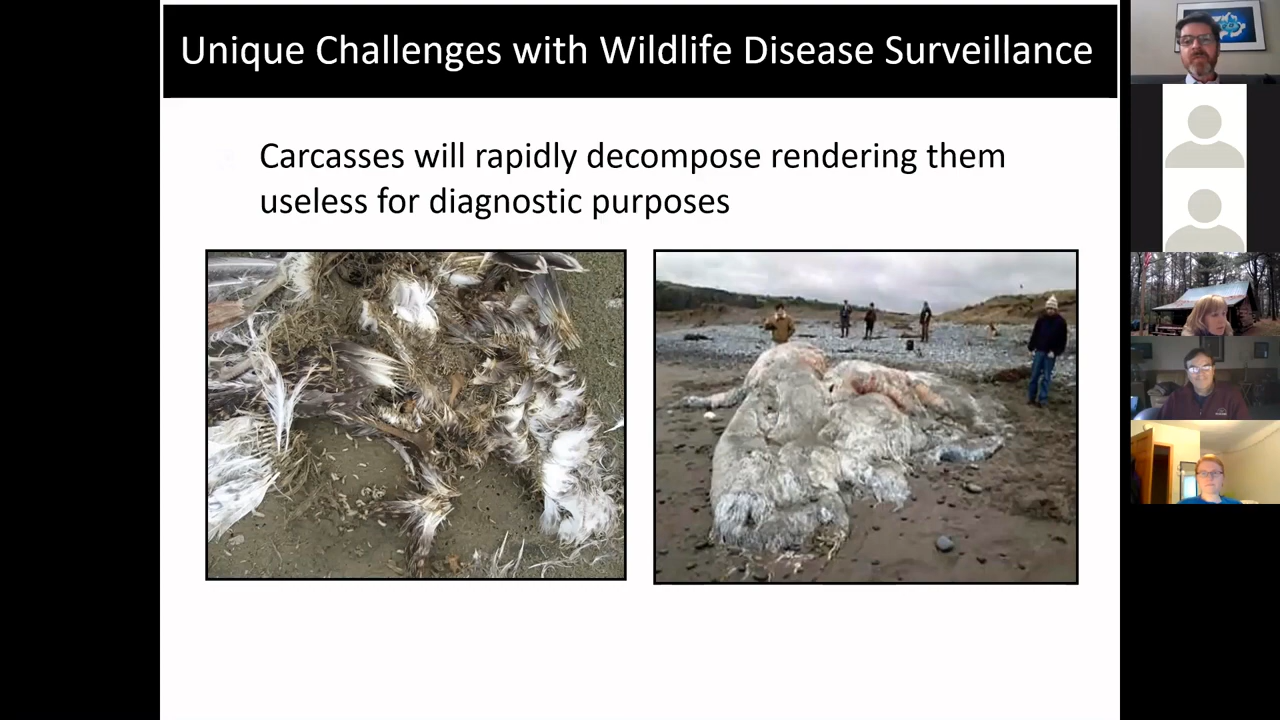 Unique Challenges with Wildlife Disease Surveillance
Carcasses will rapidly decompose rendering them
useless for diagnostic purposes